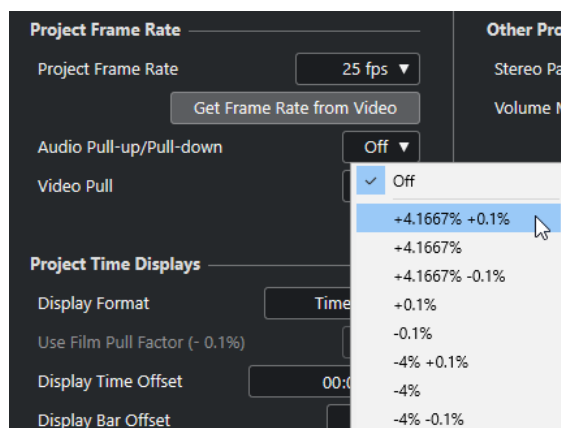 Project Frame Rate
Other Pro
Project Frame Rate 25 fps
Stereo Pa
Get Frame Rate from Video
Volume
Audio Pull-up/Pull-down Off
Video Pull
Off
+4.1667% +0.1%
+4.1667%
Project Time Displays
+4.1667% -0.1%
Display Format Time
+0.1%
Use Film Pull Factor (- 0.1%)
-0.1%
-4% +0.1%
Display Time Offset 00:
-4%
Display Bar Offset
-4% -0.1%